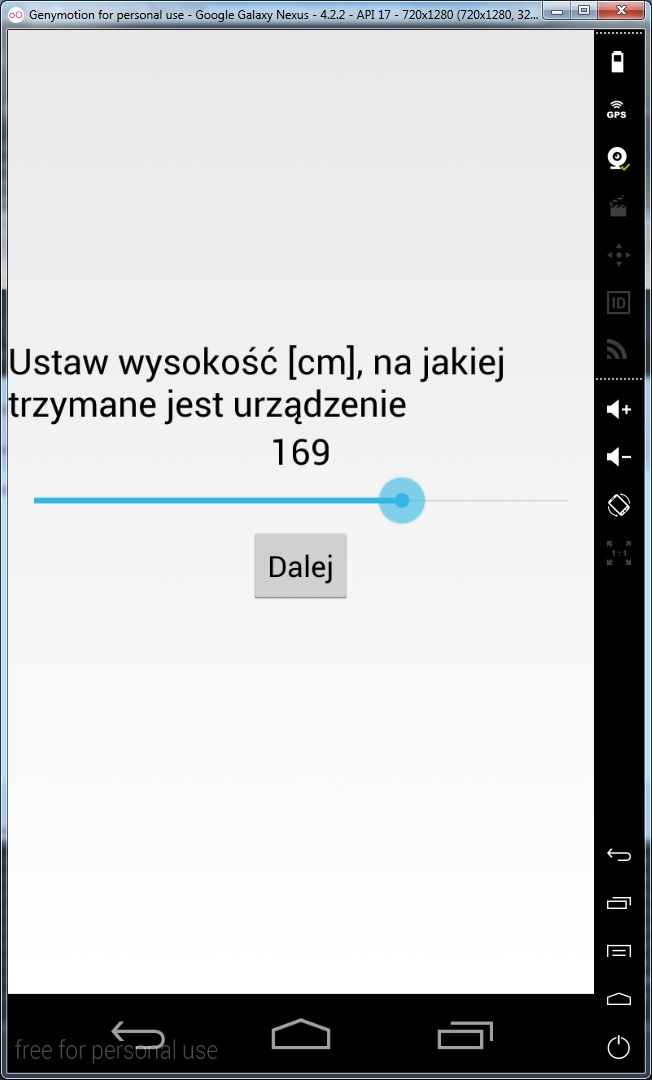 Genymotion for personal use - Google Galaxy Nexus - 4.2.2 - API 17 - 720x1280 (720x1280, 32...
GPS
ID
Ustaw wysokość [cm], na jakiej
trzymane jest urządzenie
169
Dalej
1:1
free for personal use